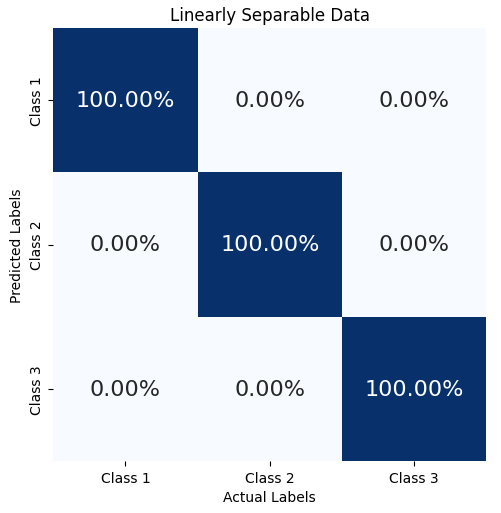 Linearly Separable Data
Predicted Labels
Class 1
100.00% 0.00% 0.00%
Class 2
0.00% 100.00% 0.00%
Class 3
0.00% 0.00% 100.00%
Class 1 Class 2 Class 3
Actual Labels